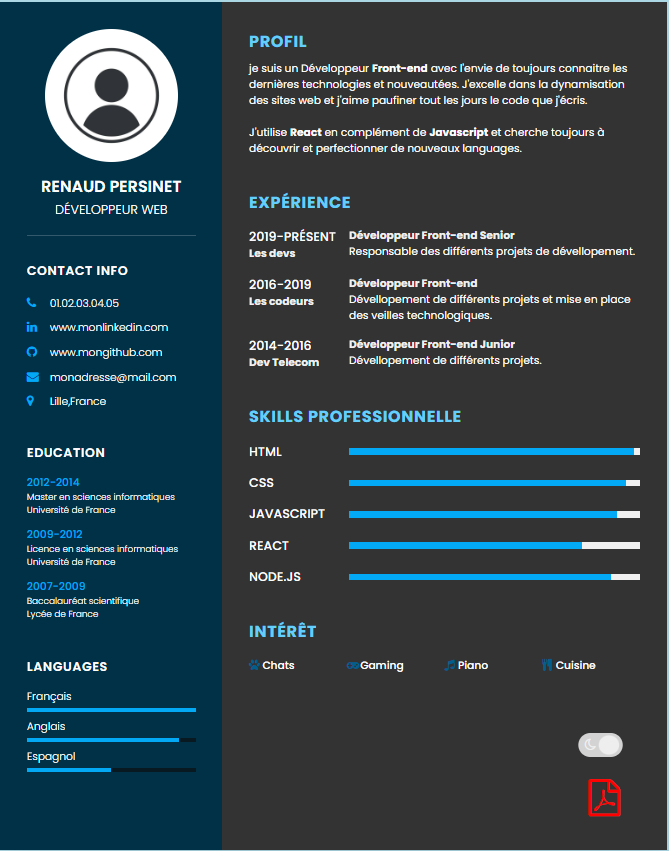 RENAUD PERSINET
DÉVELOPPEUR WEB
CONTACT INFO
01.02.03.04.05
www.monlinkedin.com
www.mongithub.com
monadresse@mail.com
Lille,France
EDUCATION
2012-2014
Master en sciences informatiques
Université de France
2009-2012
Licence en sciences informatiques
Université de France
2007-2009
Baccalauréat scientifique
Lycée de France
LANGUAGES
Français
Anglais
Espagnol
PROFIL
je suis un Développeur Front-end avec l'envie de toujours connaitre les
dernières technologies et nouveautées. J'excelle dans la dynamisation
des sites web et j'aime paufiner tout les jours le code que j'écris.
J'utilise React en complément de Javascript et cherche toujours à
découvrir et perfectionner de nouveaux languages.
EXPÉRIENCE
2019-PRÉSENT Développeur Front-end Senior
Les devs Responsable des différents projets de dévellopement.
2016-2019 Développeur Front-end
Les codeurs Dévellopement de différents projets et mise en place
des veilles technologiques.
2014-2016 Développeur Front-end Junior
Dev Telecom Dévellopement de différents projets.
SKILLS PROFESSIONNELLE
HTML
CSS
JAVASCRIPT
REACT
NODE.JS
INTÉRÊT
Chats Gaming Piano Cuisine